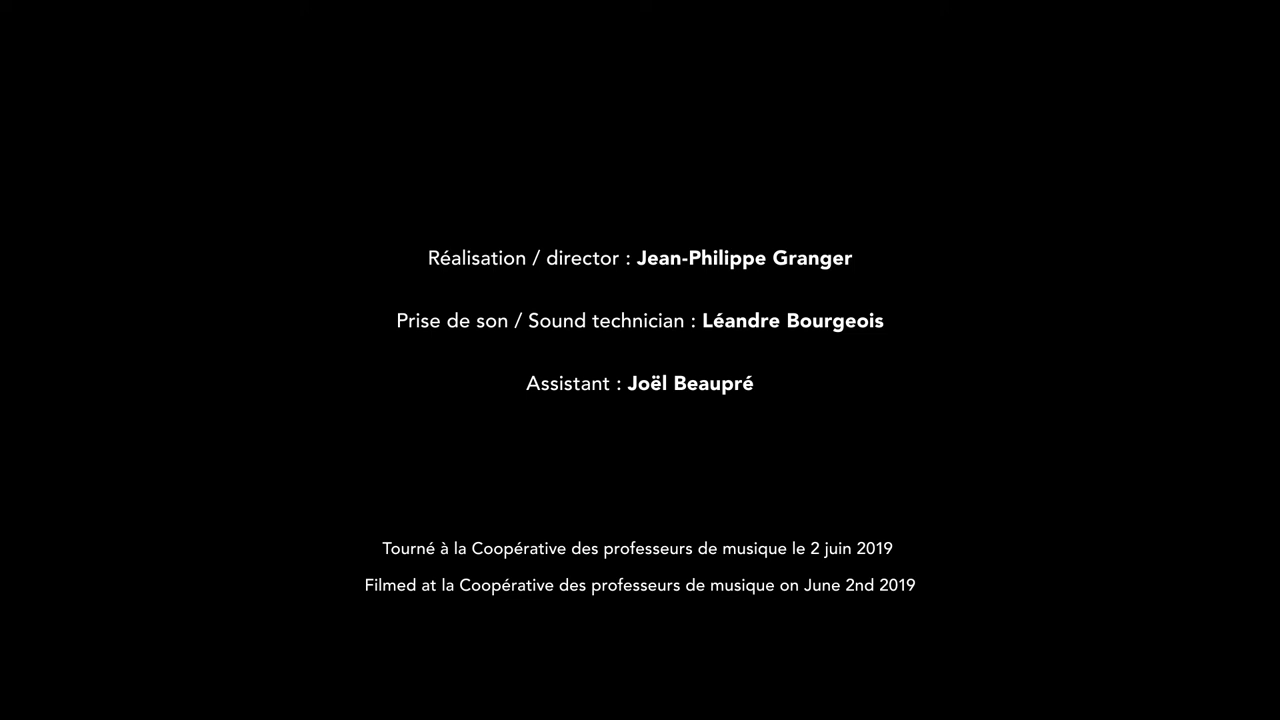 Réalisation / director : Jean-Philippe Granger
Prise de son / Sound technician : Léandre Bourgeois
Assistant : Joël Beaupré
Tourné à la Coopérative des professeurs de musique le 2 juin 2019
Filmed at la Coopérative des professeurs de musique on June 2nd 2019